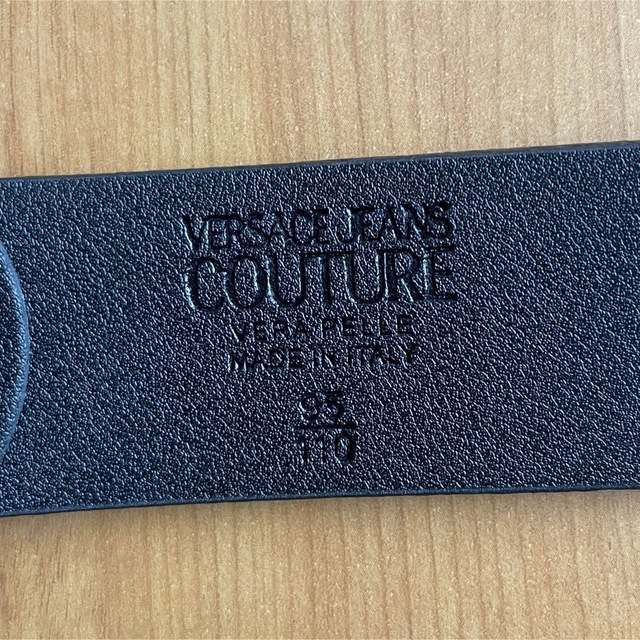 VERSACE JEANS
COUTURE
VERA PELLE
MADE IN ITALY
95
110